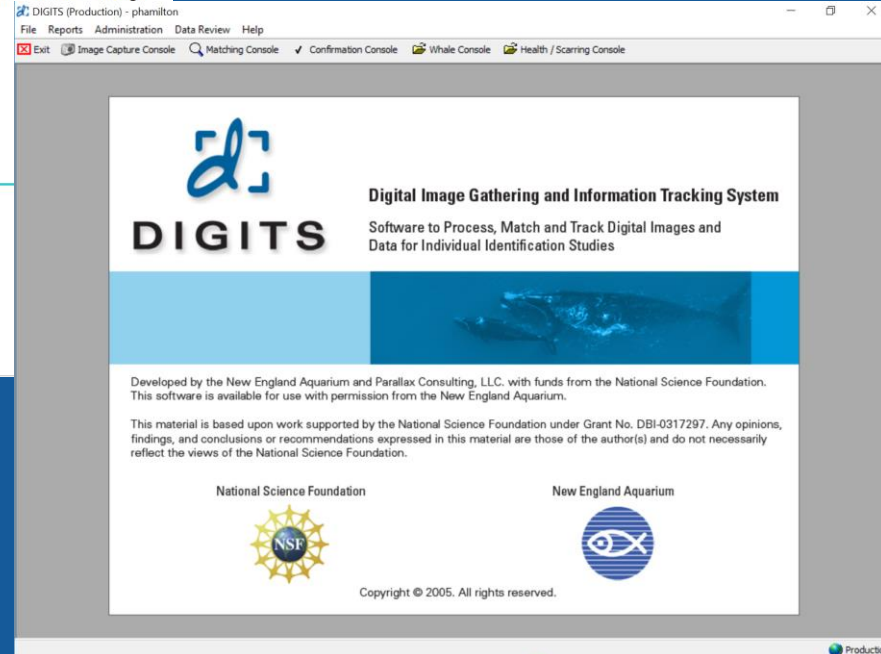 DIGITS (Production) - phamilton
File Reports Administration Data Review Help
Exit Image Capture Console Matching Console Confirmation Console Whale Console Health / Scarring Console
d
DIGITS
Digital Image Gathering and Information Tracking System
Software to Process, Match and Track Digital Images and
Data for Individual Identification Studies
Developed by the New England Aquarium and Parallax Consulting, LLC. with funds from the National Science Foundation.
This software is available for use with permission from the New England Aquarium.
This material is based upon work supported by the National Science Foundation under Grant No. DBI-0317297. Any opinions,
findings, and conclusions or recommendations expressed in this material are those of the author(s) and do not necessarily
reflect the views of the National Science Foundation.
National Science Foundation New England Aquarium
NSF
Copyright © 2005. All rights reserved.